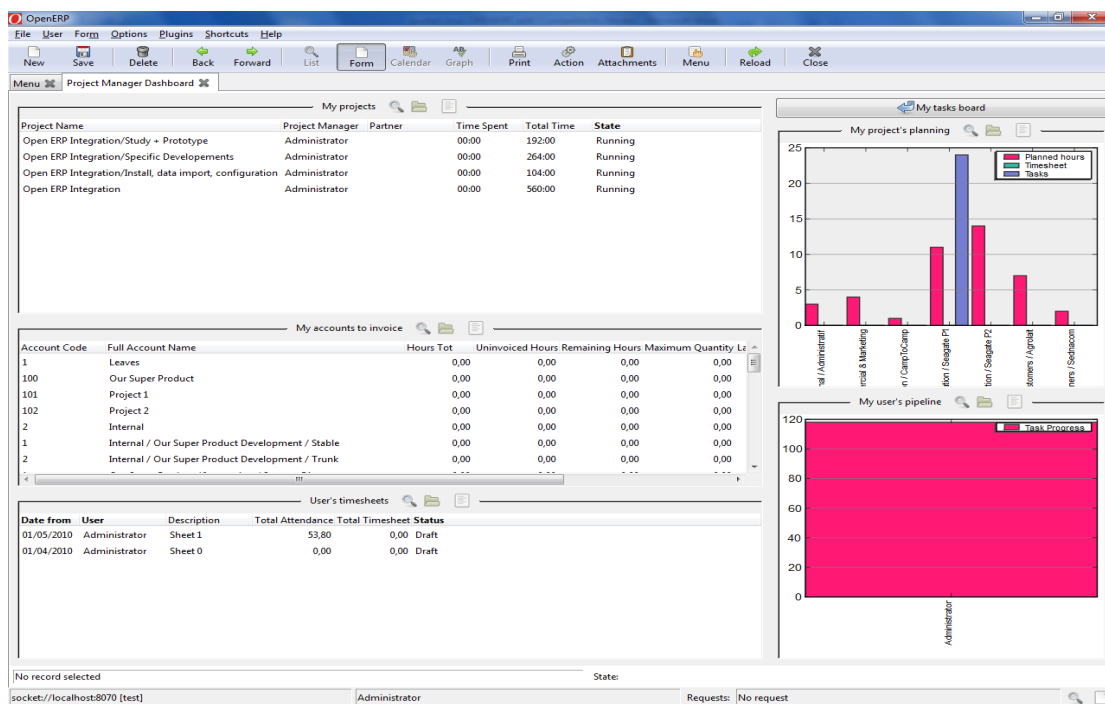 OpenERP
File User Form Options Plugins Shortcuts Help
New Save Delete Back Forward List Form Calendar Graph Print Action Attachments Menu Reload Close
Menu Project Manager Dashboard
My projects
Project Name Project Manager Partner Time Spent Total Time State
Open ERP Integration/Study + Prototype Administrator 00:00 192:00 Running
Open ERP Integration/Specific Developements Administrator 00:00 264:00 Running
Open ERP Integration/Install, data import, configuration Administrator 00:00 104:00 Running
Open ERP Integration Administrator 00:00 560:00 Running
My accounts to invoice
Account Code Full Account Name Hours Tot Uninvoiced Hours Remaining Hours Maximum Quantity La
1 Leaves 0,00 0,00 0,00 0,00
100 Our Super Product 0,00 0,00 0,00 0,00
101 Project 1 0,00 0,00 0,00 0,00
102 Project 2 0,00 0,00 0,00 0,00
2 Internal 0,00 0,00 0,00 0,00
1 Internal / Our Super Product Development / Stable 0,00 0,00 0,00 0,00
2 Internal / Our Super Product Development / Trunk 0,00 0,00 0,00 0,00
User's timesheets
Date from User Description Total Attendance Total Timesheet Status
01/05/2010 Administrator Sheet 1 53,80 0,00 Draft
01/04/2010 Administrator Sheet 0 0,00 0,00 Draft
My tasks board
My project's planning
25
20
15
10
5
0
Planned hours
Timesheet
Tasks
al / Administratif
rcial & Marketing
n / CampToCamp
tion / Seagate P1
tion / Seagate P2
stomers / Agrolait
ners / Sednacom
My user's pipeline
120
100
80
60
40
20
0
Task Progress
Administrator
No record selected State:
socket://localhost:8070 [test] Administrator Requests: No request